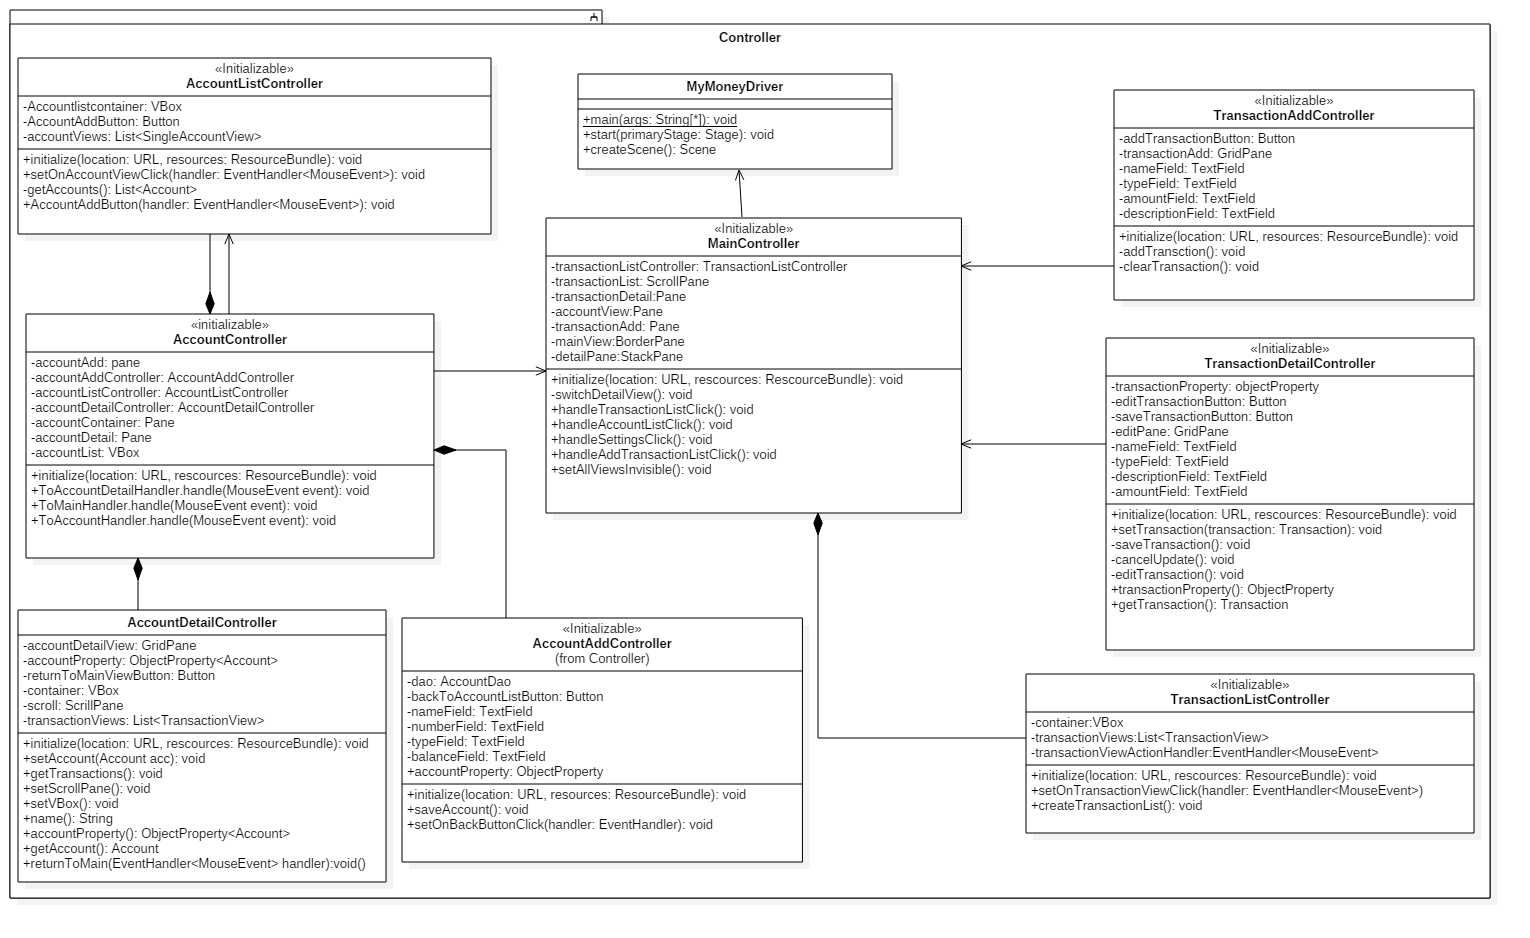 Controller
«Initializable»
AccountListController
-Accountlistcontainer: VBox
-AccountAddButton: Button
-accountViews: List<SingleAccountView>
+initialize(location: URL, resources: ResourceBundle): void
+setOnAccountViewClick(handler: EventHandler<MouseEvent>): void
-getAccounts(): List<Account>
+AccountAddButton(handler: EventHandler<MouseEvent>): void
MyMoneyDriver
+main(args: String[*]): void
+start(primaryStage: Stage): void
+createScene(): Scene
«Initializable»
TransactionAddController
-addTransactionButton: Button
-transactionAdd: GridPane
-nameField: TextField
-typeField: TextField
-amountField: TextField
-descriptionField: TextField
+initialize(location: URL, resources: ResourceBundle): void
-addTransction(): void
-clearTransaction(): void
«Initializable»
MainController
-transactionListController: TransactionListController
-transactionList: ScrollPane
-transactionDetail:Pane
-accountView:Pane
-transactionAdd: Pane
-mainView:BorderPane
-detailPane:StackPane
+initialize(location: URL, rescources: RescourceBundle): void
-switchDetailView(): void
+handleTransactionListClick(): void
+handleAccountListClick(): void
+handleSettingsClick(): void
+handleAddTransactionListClick(): void
+setAllViewsInvisible(): void
«initializable»
AccountController
-accountAdd: pane
-accountAddController: AccountAddController
-accountListController: AccountListController
-accountDetailController: AccountDetailController
-accountContainer: Pane
-accountDetail: Pane
-accountList: VBox
+initialize(location: URL, rescources: ResourceBundle): void
+ToAccountDetailHandler.handle(MouseEvent event): void
+ToMainHandler.handle(MouseEvent event): void
+ToAccountHandler.handle(MouseEvent event): void
«Initializable»
TransactionDetailController
-transactionProperty: objectProperty
-editTransactionButton: Button
-saveTransactionButton: Button
-editPane: GridPane
-nameField: TextField
-typeField: TextField
-descriptionField: TextField
-amountField: TextField
+initialize(location: URL, rescources: ResourceBundle): void
+setTransaction(transaction: Transaction): void
-saveTransaction(): void
-cancelUpdate(): void
-editTransaction(): void
+transactionProperty(): ObjectProperty
+getTransaction(): Transaction
AccountDetailController
-accountDetailView: GridPane
-accountProperty: ObjectProperty<Account>
-returnToMainViewButton: Button
-container: VBox
-scroll: ScrillPane
-transactionViews: List<TransactionView>
+initialize(location: URL, rescources: ResourceBundle): void
+setAccount(Account acc): void
+getTransactions(): void
+setScrollPane(): void
+setVBox(): void
+name(): String
+accountProperty(): ObjectProperty<Account>
+getAccount(): Account
+returnToMain(EventHandler<MouseEvent> handler):void()
«Initializable»
AccountAddController
(from Controller)
-dao: AccountDao
-backToAccountListButton: Button
-nameField: TextField
-numberField: TextField
-typeField: TextField
-balanceField: TextField
+accountProperty: ObjectProperty
+initialize(location: URL, resources: ResourceBundle): void
+saveAccount(): void
+setOnBackButtonClick(handler: EventHandler): void
«Initializable»
TransactionListController
-container:VBox
-transactionViews:List<TransactionView>
-transactionViewActionHandler:EventHandler<MouseEvent>
+initialize(location: URL, rescources: ResourceBundle): void
+setOnTransactionViewClick(handler: EventHandler<MouseEvent>)
+createTransactionList(): void